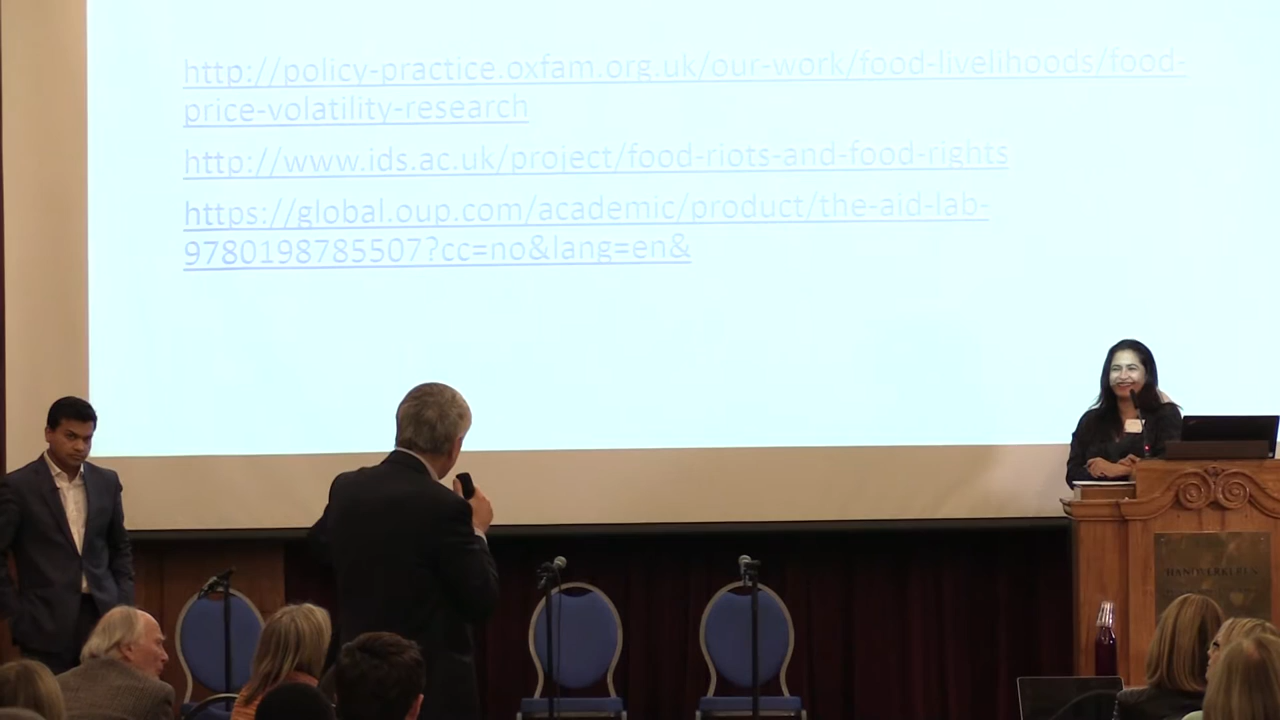 http://policy-practice.oxfam.org.uk/our-work/food-livelihoods/food-
price-volatility-research
http://www.ids.ac.uk/project/food-riots-and-food-rights
https://global.oup.com/academic/product/the-aid-lab-
9780198785507?cc=no&lang=en&
HANDVERKEREN